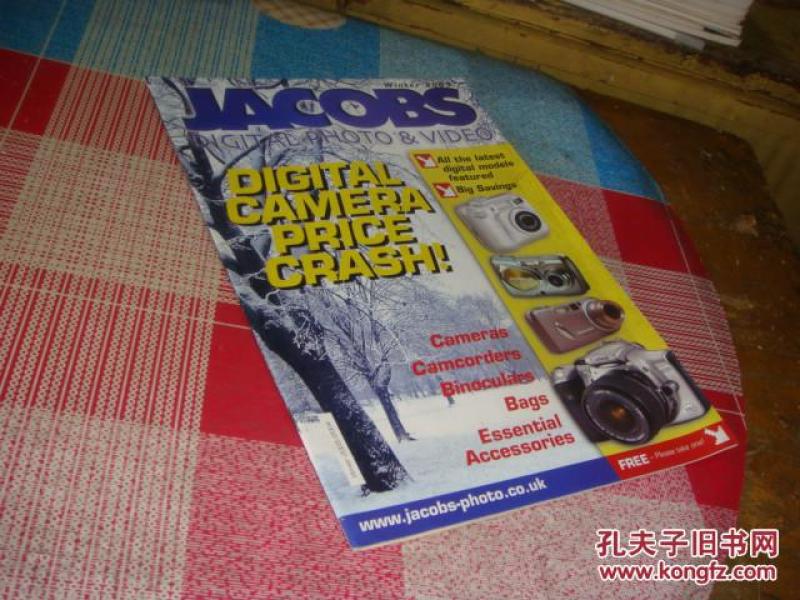 Winter 2003
JACOBS
DIGITAL PHOTO & VIDEO
All the latest
digital models
featured
Big Savings
DIGITAL
CAMERA
PRICE
CRASH!
Cameras
Camcorders
Binoculars
Bags
Essential
Accessories
FREE - Please take one!
www.jacobs-photo.co.uk
孔夫子旧书网
www.kongfz.com